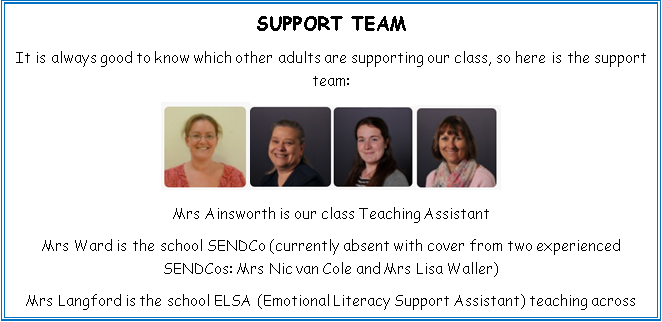 SUPPORT TEAM
It is always good to know which other adults are supporting our class, so here is the support
team:
Mrs Ainsworth is our class Teaching Assistant
Mrs Ward is the school SENDCo (currently absent with cover from two experienced
SENDCos: Mrs Nic van Cole and Mrs Lisa Waller)
Mrs Langford is the school ELSA (Emotional Literacy Support Assistant) teaching across